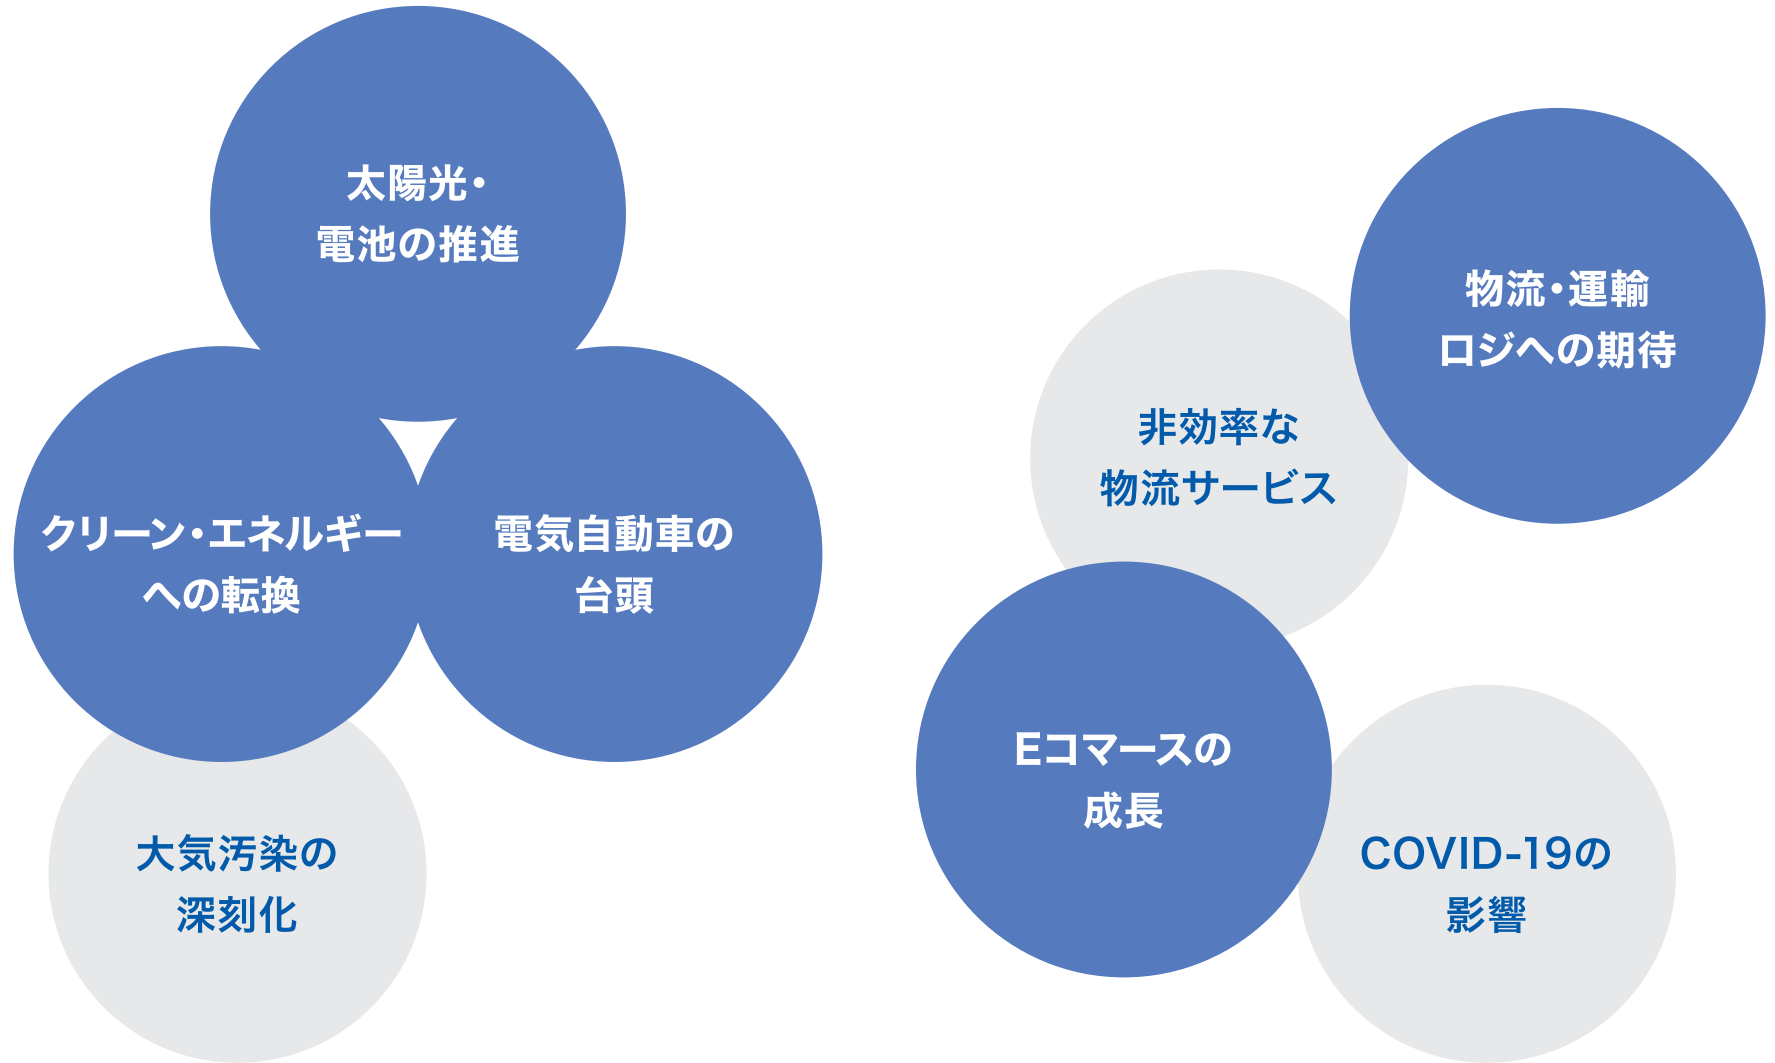 太陽光・
電池の推進
クリーン・エネルギー
への転換
電気自動車の
台頭
大気汚染の
深刻化
物流・運輸
ロジへの期待
非効率な
物流サービス
Eコマースの
成長
COVID-19の
影響